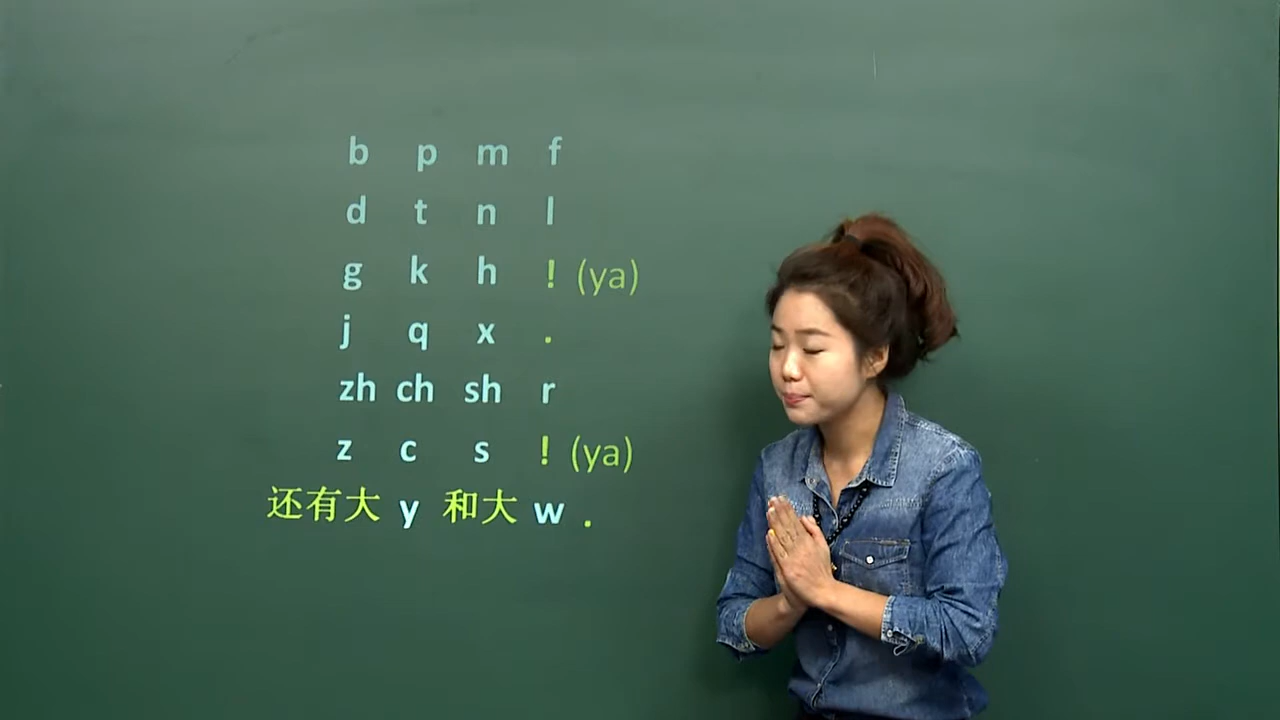 b p m f
d t n l
g k h ! (ya)
j q x .
zh ch sh r
z c s ! (ya)
还有大 y 和大 w .